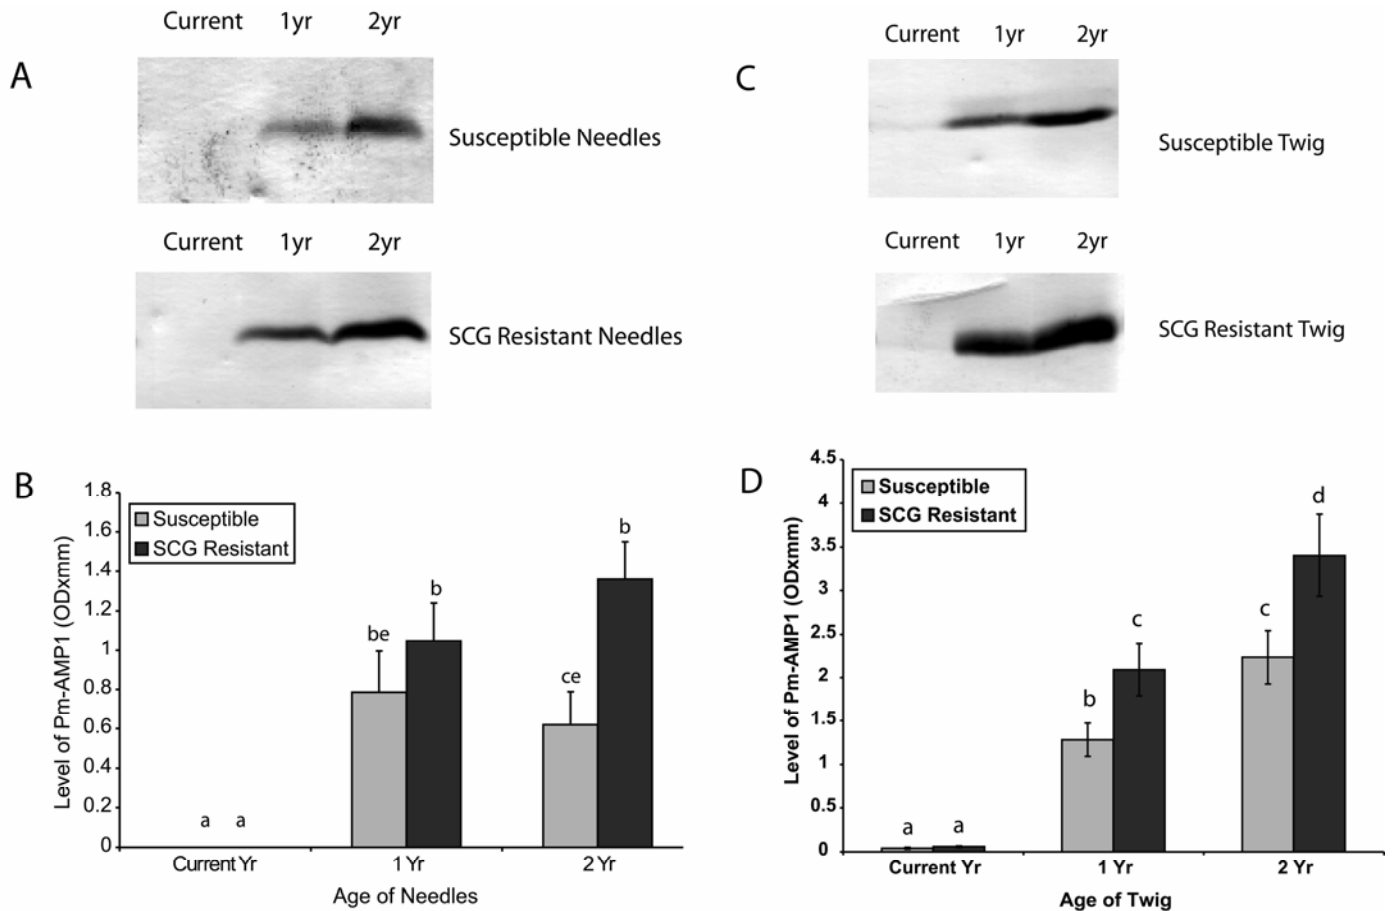 A
Current 1yr 2yr
Susceptible Needles
Current 1yr 2yr
SCG Resistant Needles
B
Level of Pm-AMP1 (ODxmm)
1.8
1.6
1.4
1.2
1
0.8
0.6
0.4
0.2
0
Susceptible
SCG Resistant
a a
be b
ce b
Current Yr 1 Yr 2 Yr
Age of Needles
C
Current 1yr 2yr
Susceptible Twig
Current 1yr 2yr
SCG Resistant Twig
D
Level of Pm-AMP1 (ODxmm)
4.5
4
3.5
3
2.5
2
1.5
1
0.5
0
Susceptible
SCG Resistant
a a
b c
c d
Current Yr 1 Yr 2 Yr
Age of Twig